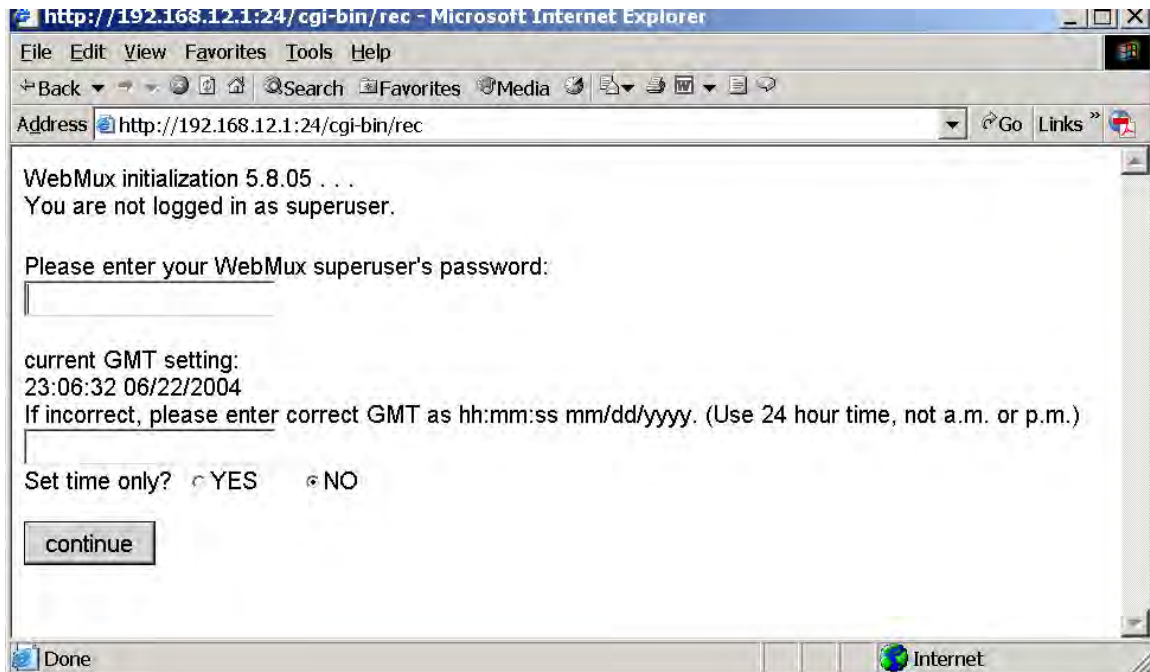 http://192.168.12.1:24/cgi-bin/rec - Microsoft Internet Explorer
File Edit View Favorites Tools Help
Back Search Favorites Media
Address http://192.168.12.1:24/cgi-bin/rec Go Links »
WebMux initialization 5.8.05 . . .
You are not logged in as superuser.
Please enter your WebMux superuser's password:
current GMT setting:
23:06:32 06/22/2004
If incorrect, please enter correct GMT as hh:mm:ss mm/dd/yyyy. (Use 24 hour time, not a.m. or p.m.)
Set time only? YES NO
continue
Done Internet